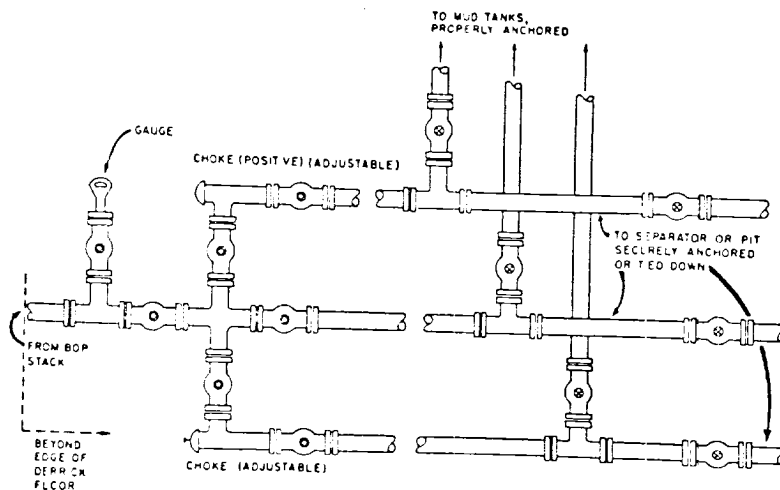 TO MUD TANKS,
PROPERLY ANCHORED
GAUGE
CHOKE (POSITIVE) (ADJUSTABLE)
TO SEPARATOR OR PIT
SECURELY ANCHORED
OR TIED DOWN
FROM BOP
STACK
BEYOND
EDGE OF
DERRICK
FLOOR
CHOKE (ADJUSTABLE)